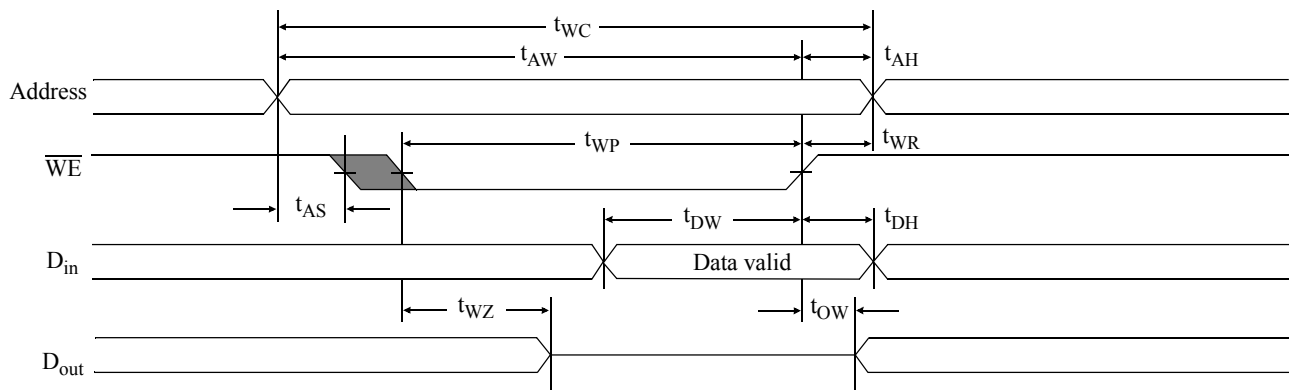 tWC
tAW tAH
Address
tWP tWR
WE
tAS
tDW tDH
Din Data valid
tWZ tOW
Dout